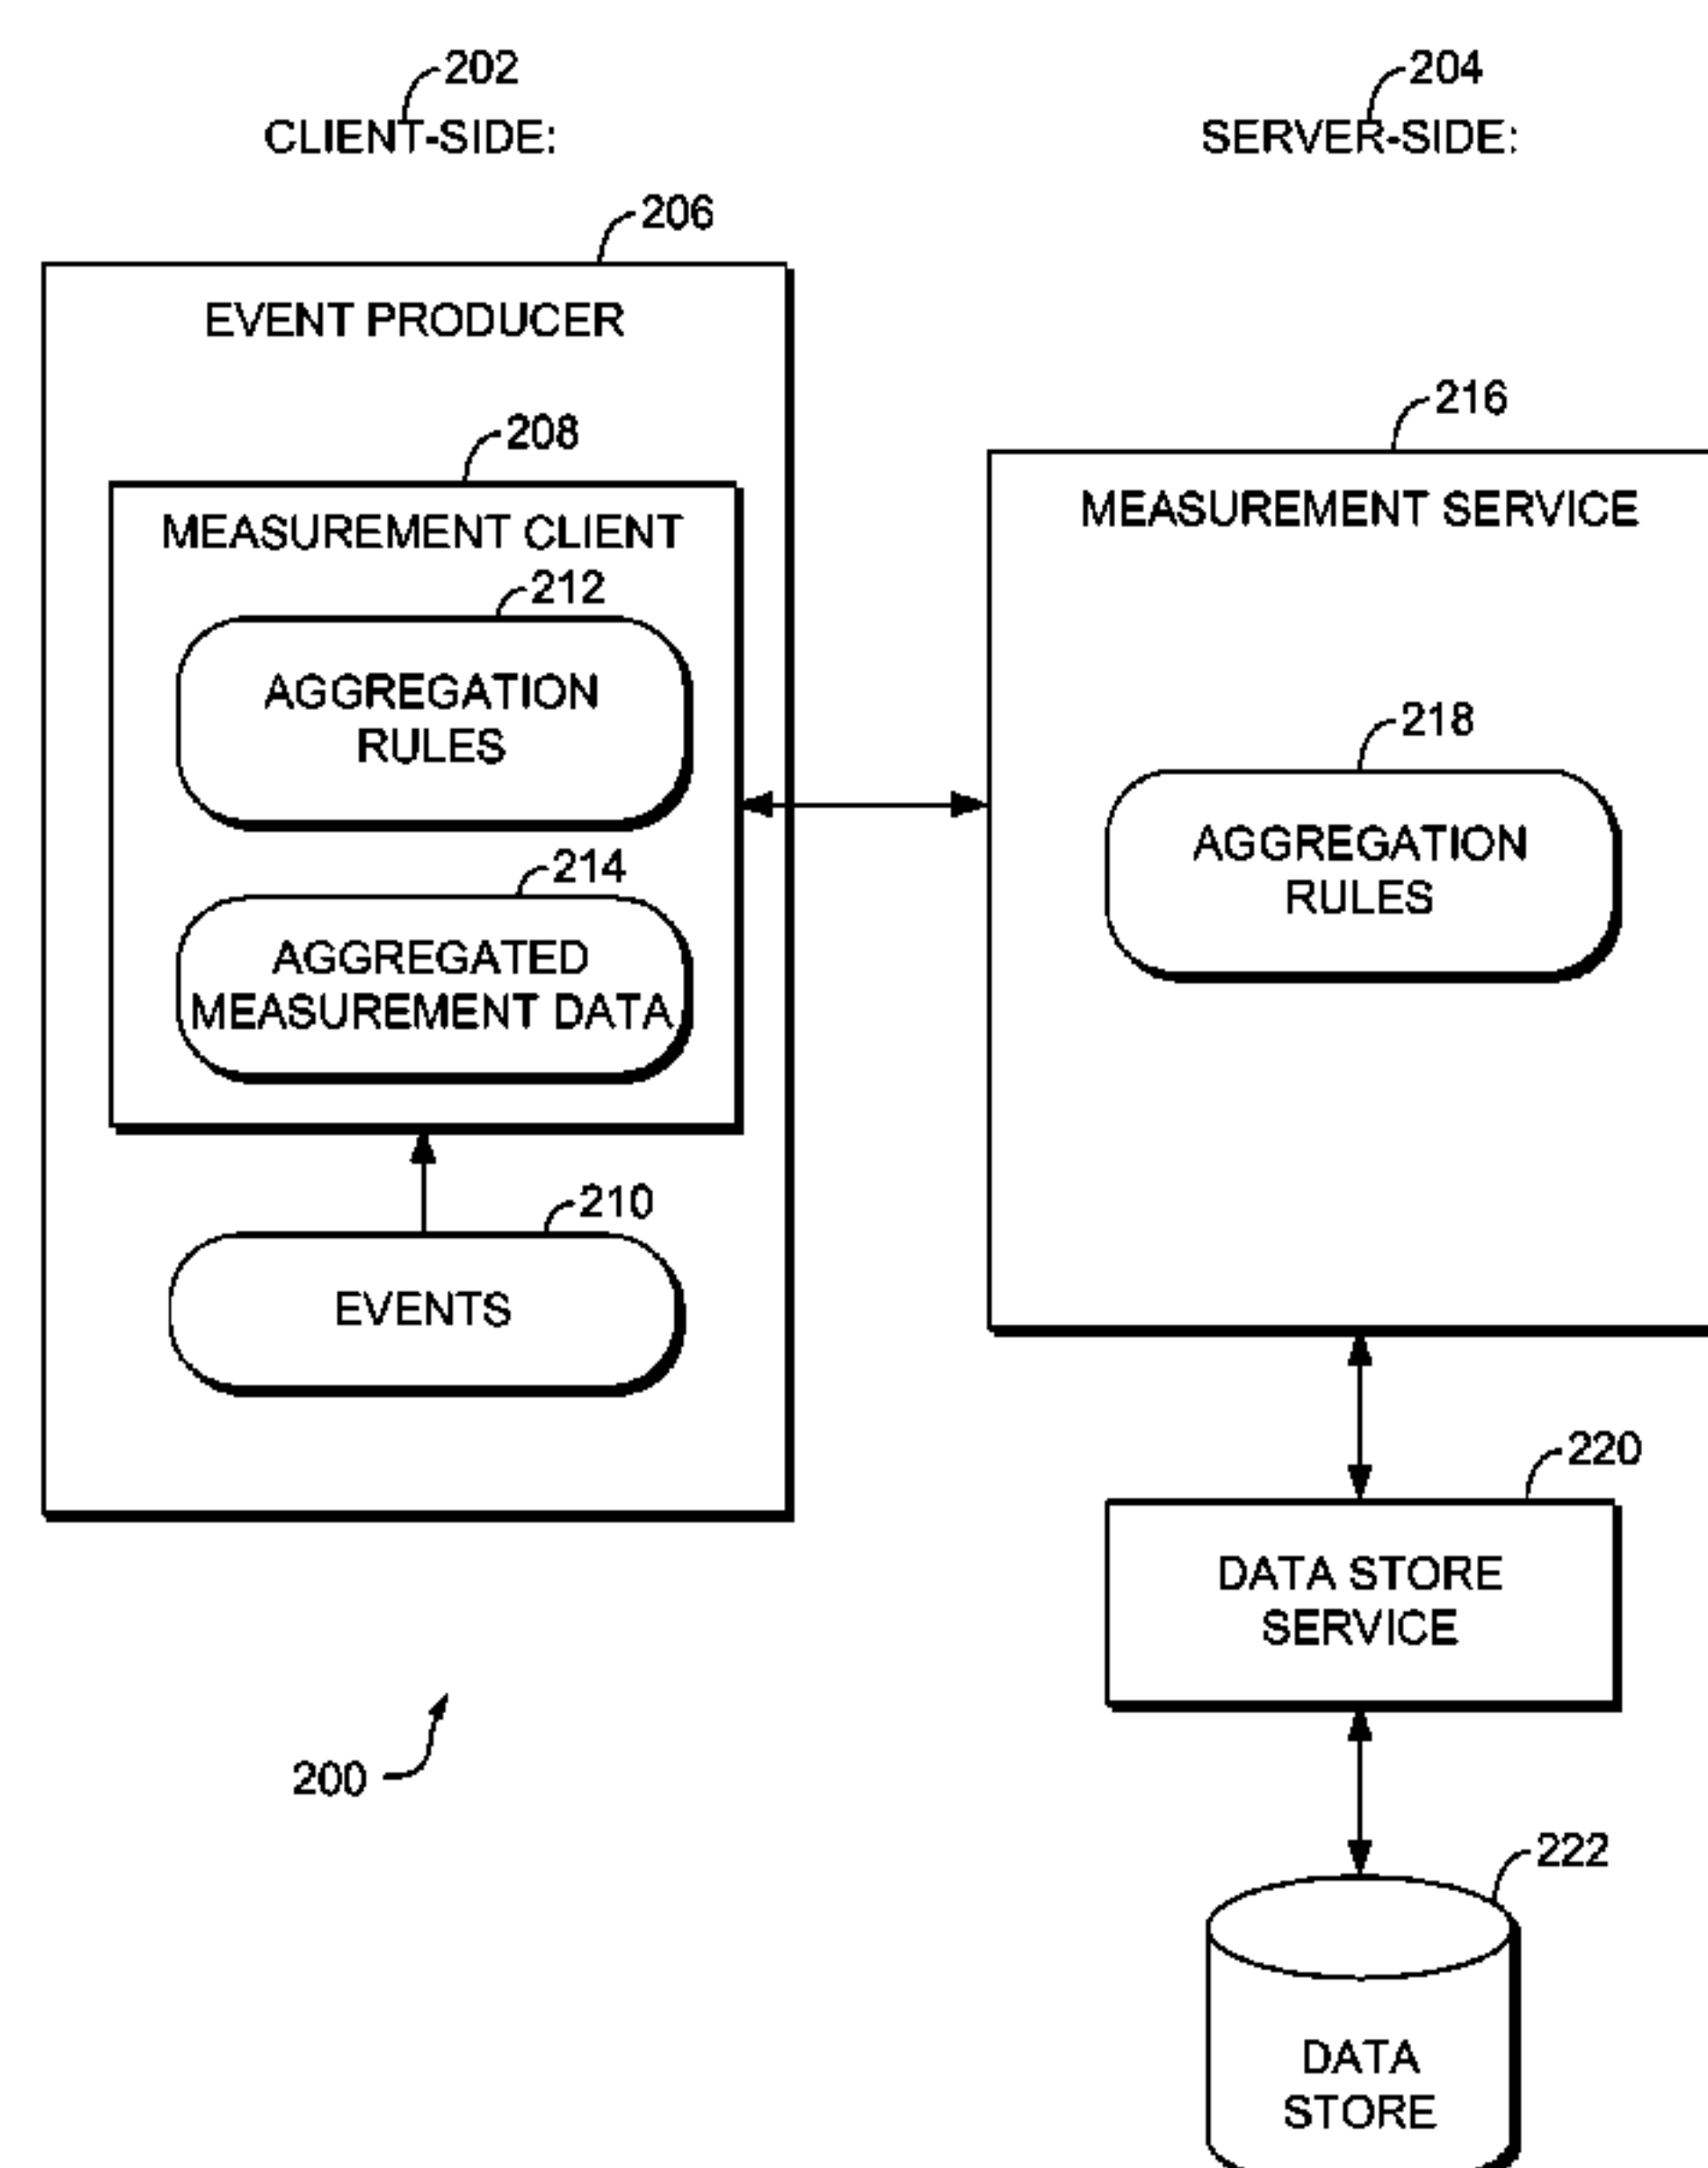 202
CLIENT-SIDE:
206
EVENT PRODUCER
208
MEASUREMENT CLIENT
212
AGGREGATION
RULES
214
AGGREGATED
MEASUREMENT DATA
210
EVENTS
200
204
SERVER-SIDE:
216
MEASUREMENT SERVICE
218
AGGREGATION
RULES
220
DATA STORE
SERVICE
222
DATA
STORE